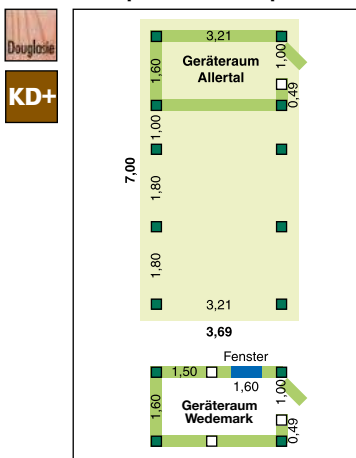 Douglasie
KD+
3,21
1,60
Geräteraum
Allertal
1,00
0,49
1,00
7,00
1,80
1,80
3,21
3,69
Fenster
1,50
1,60
1,00
1,60
Geräteraum
Wedemark
0,49